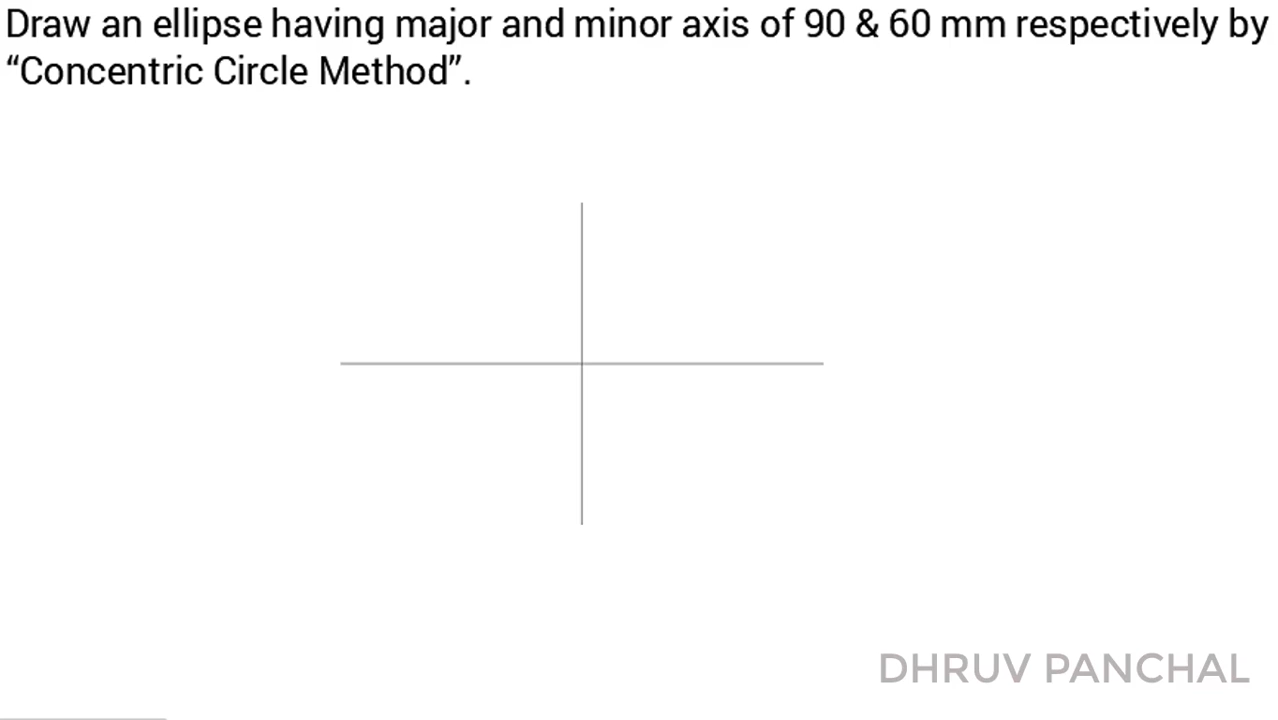 Draw an ellipse having major and minor axis of 90 & 60 mm respectively by
“Concentric Circle Method”.
DHRUV PANCHAL